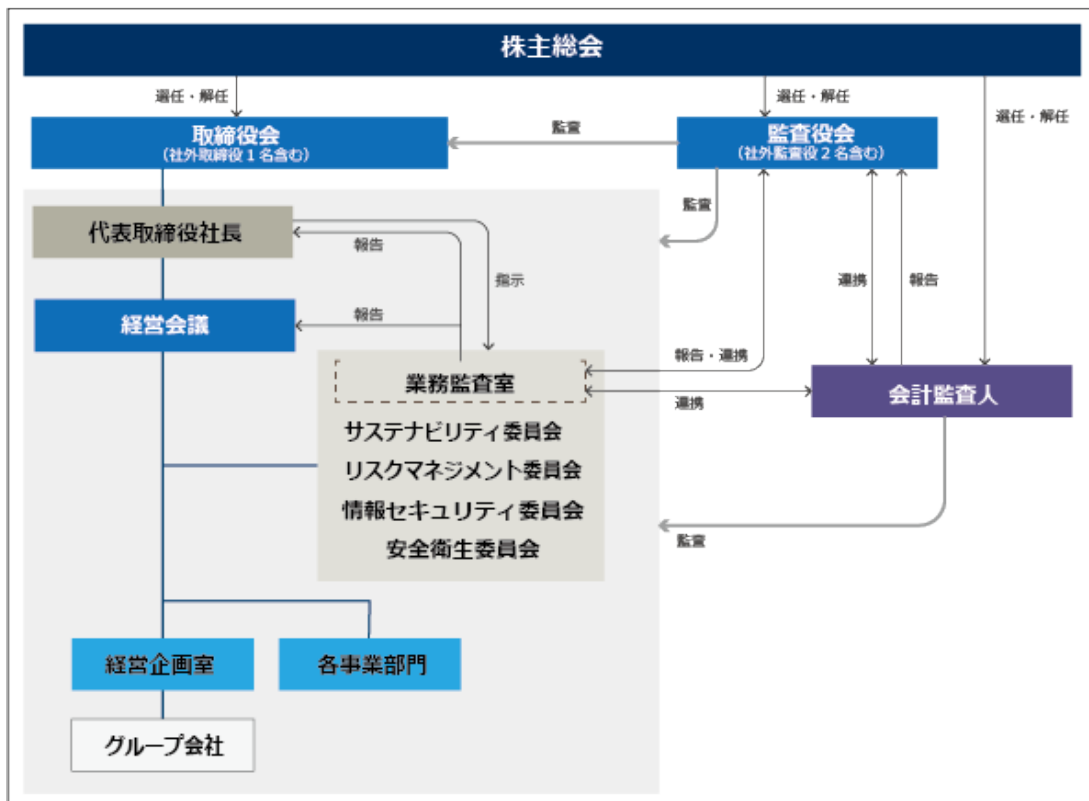 株主総会
選任・解任
選任・解任
選任・解任
取締役会
(社外取締役1名含む)
監査
監査役会
(社外監査役2名含む)
監査
代表取締役社長
報告
指示
連携
報告
経営会議
報告
報告・連携
業務監査室
連携
会計監査人
サステナビリティ委員会
リスクマネジメント委員会
情報セキュリティ委員会
安全衛生委員会
監査
経営企画室
各事業部門
グループ会社